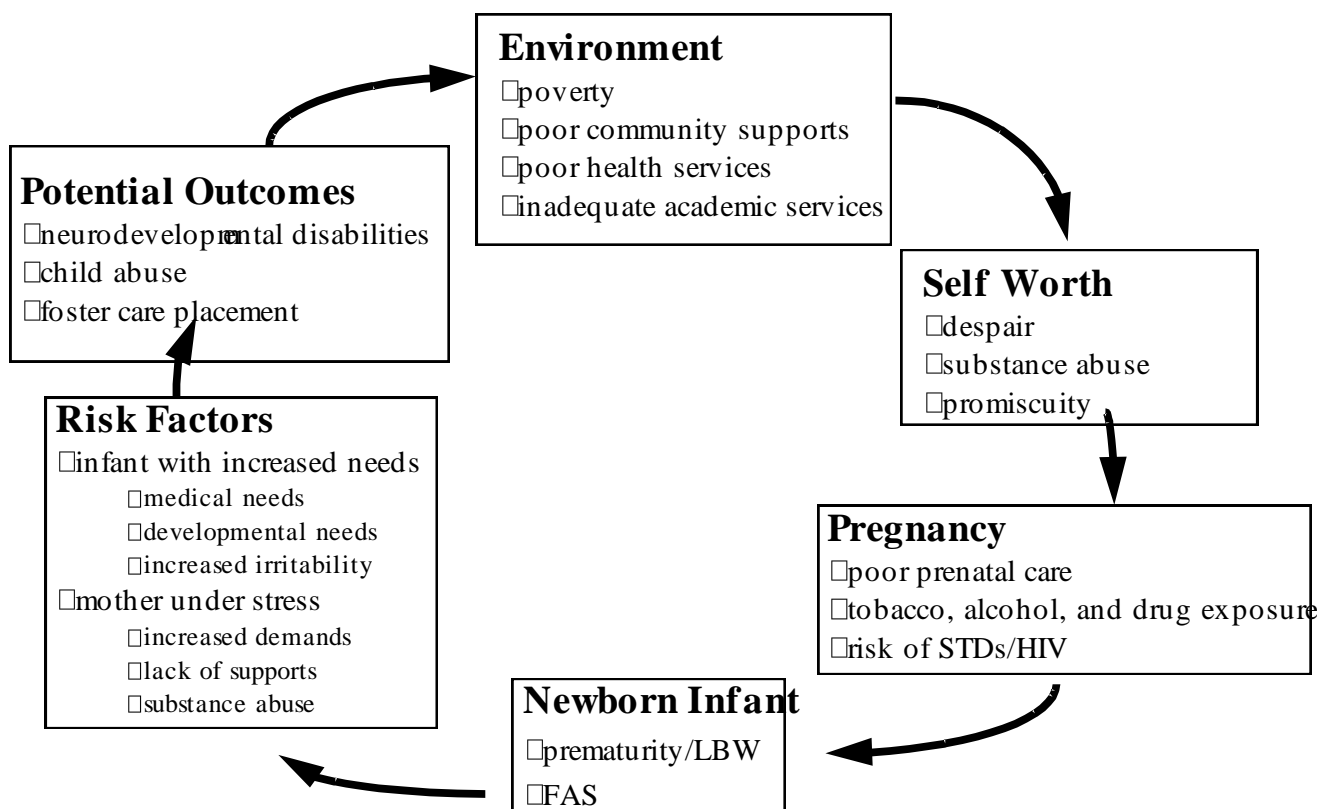 Environment
□poverty
□poor community supports
□poor health services
□inadequate academic services
Self Worth
□despair
□substance abuse
□promiscuity
Pregnancy
□poor prenatal care
□tobacco, alcohol, and drug exposure
□risk of STDs/HIV
Newborn Infant
□prematurity/LBW
□FAS
Risk Factors
□infant with increased needs
□medical needs
□developmental needs
□increased irritability
□mother under stress
□increased demands
□lack of supports
□substance abuse
Potential Outcomes
□neurodevelopmental disabilities
□child abuse
□foster care placement